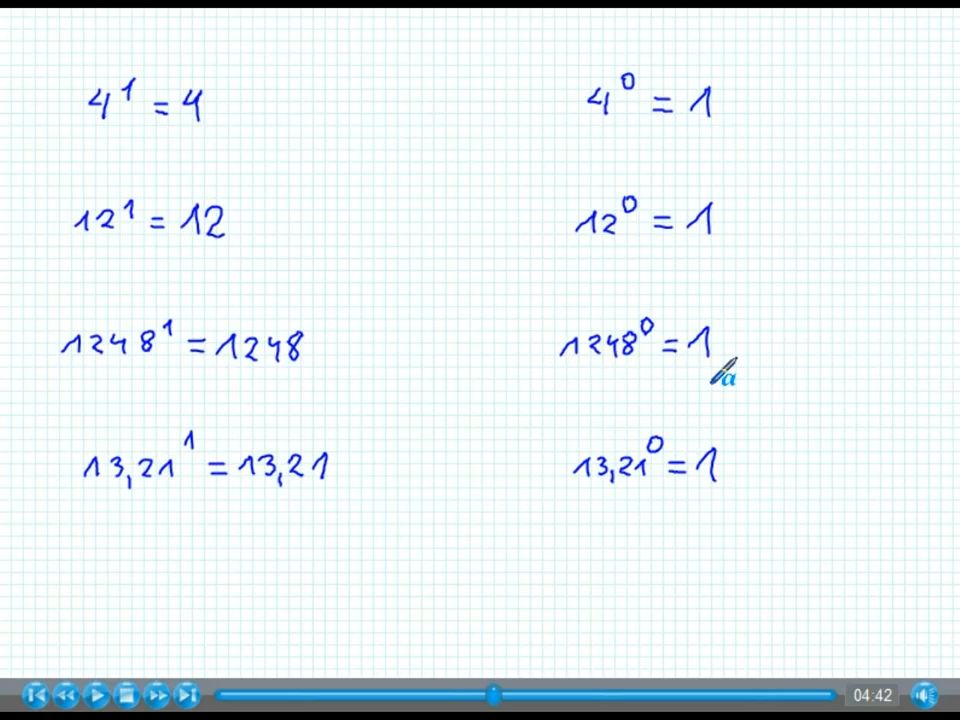 4¹ = 4
4⁰ = 1
12¹ = 12
12⁰ = 1
1248¹ = 1248
1248⁰ = 1
13,21¹ = 13,21
13,21⁰ = 1
a
04:42